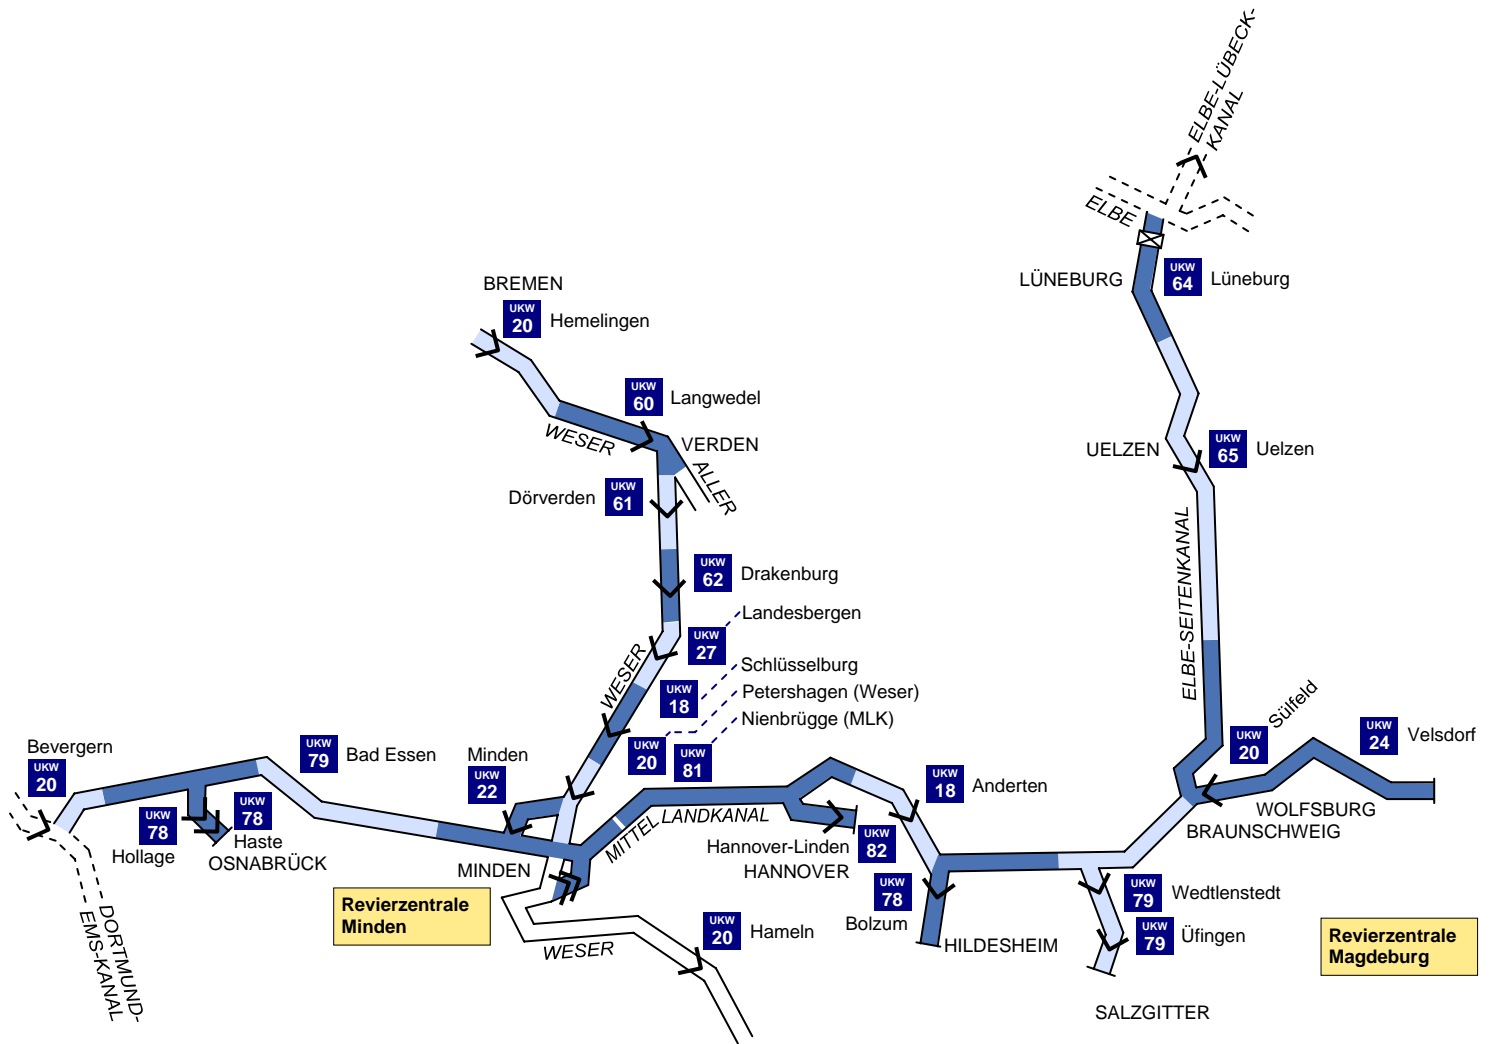 ELBE-LÜBECK-
KANAL
ELBE
LÜNEBURG
UKW
64
Lüneburg
BREMEN
UKW
20
Hemelingen
UKW
60
Langwedel
WESER
VERDEN
ALLER
UELZEN
UKW
65
Uelzen
Dörverden
UKW
61
UKW
62
Drakenburg
Landesbergen
UKW
27
ELBE-SEITENKANAL
WESER
Schlüsselburg
UKW
18
Petershagen (Weser)
Nienbrügge (MLK)
UKW
20
UKW
81
Sülfeld
UKW
20
UKW
24
Velsdorf
Bevergern
UKW
20
UKW
79
Bad Essen
Minden
UKW
22
UKW
18
Anderten
WOLFSBURG
BRAUNSCHWEIG
MITTEL
LANDKANAL
UKW
78
Hollage
UKW
78
Haste
OSNABRÜCK
Hannover-Linden
HANNOVER
UKW
82
MINDEN
UKW
78
Bolzum
UKW
79
Wedtlenstedt
Revierzentrale
Minden
UKW
20
Hameln
WESER
HILDESHEIM
UKW
79
Üfingen
Revierzentrale
Magdeburg
DORTMUND-
EMS-KANAL
SALZGITTER